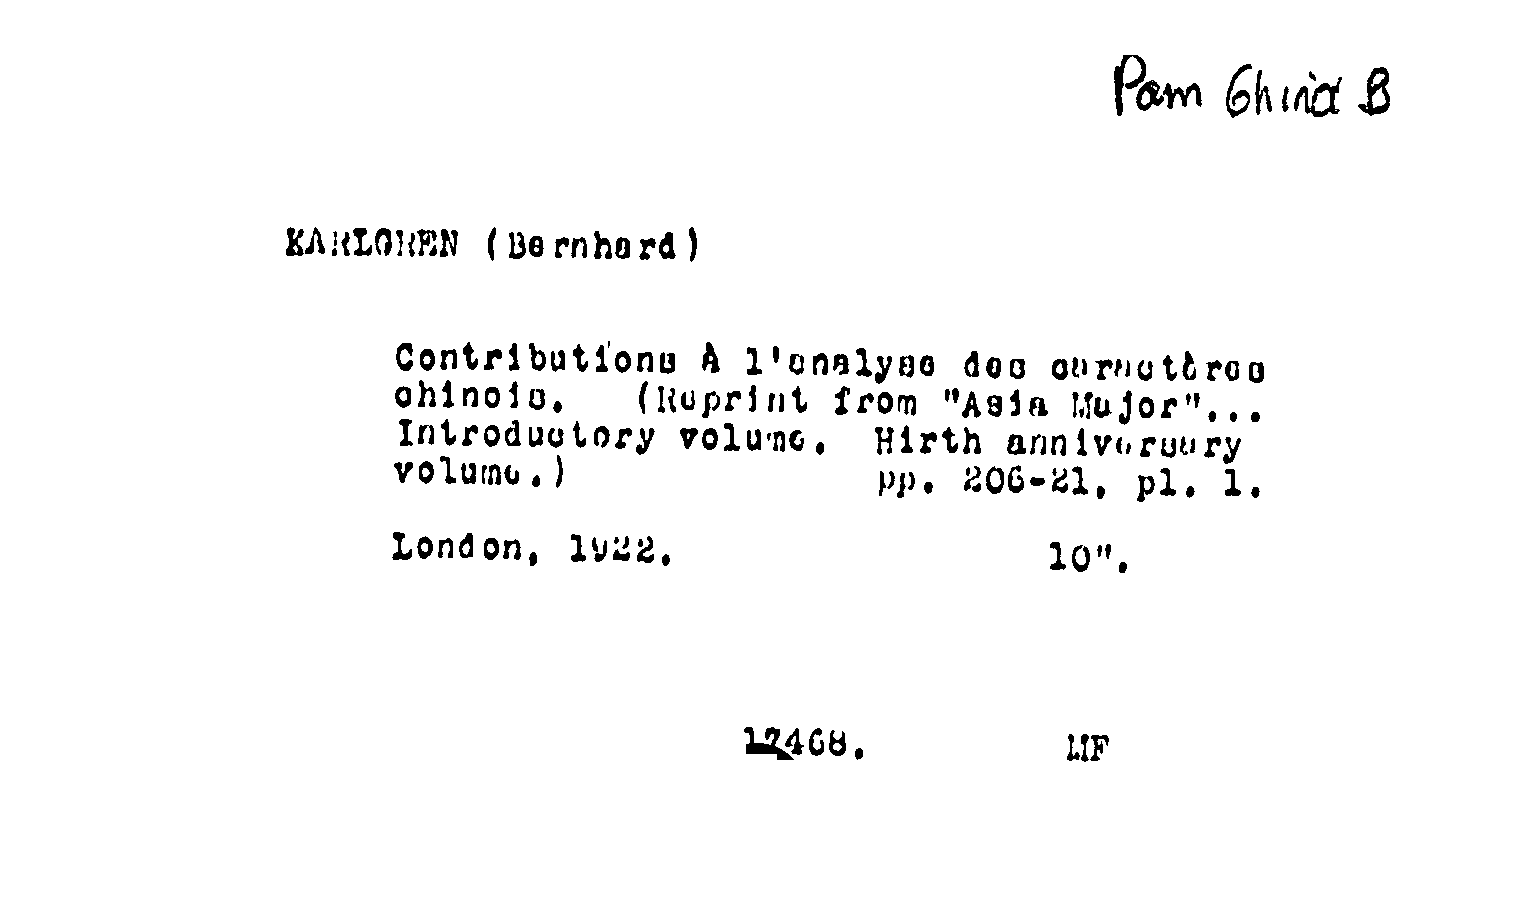 Pam China B
KARLGREN (Bernhard)
Contributions à l'analyse des caractères
chinois. (Reprint from "Asia Major"...
Introductory volume. Hirth anniversary
volume.) pp. 206-21, pl. 1.
London, 1922. 10".
17468. MF